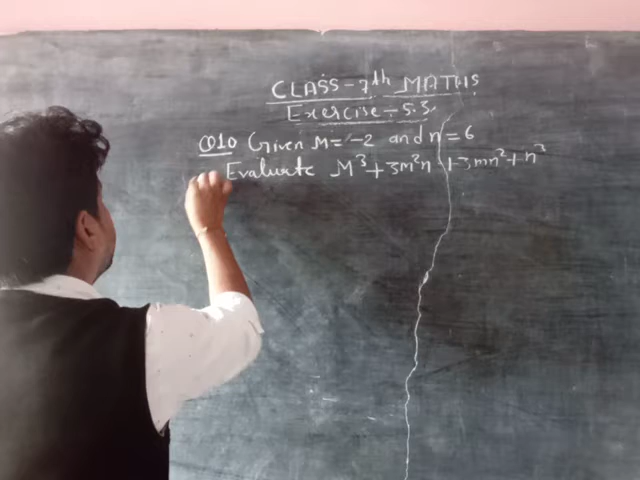 CLASS-7th MATHS
Exercise-5.3.
Q10 Given M=-2 and n=6
Evaluate M³+3m²n+3mn²+n³